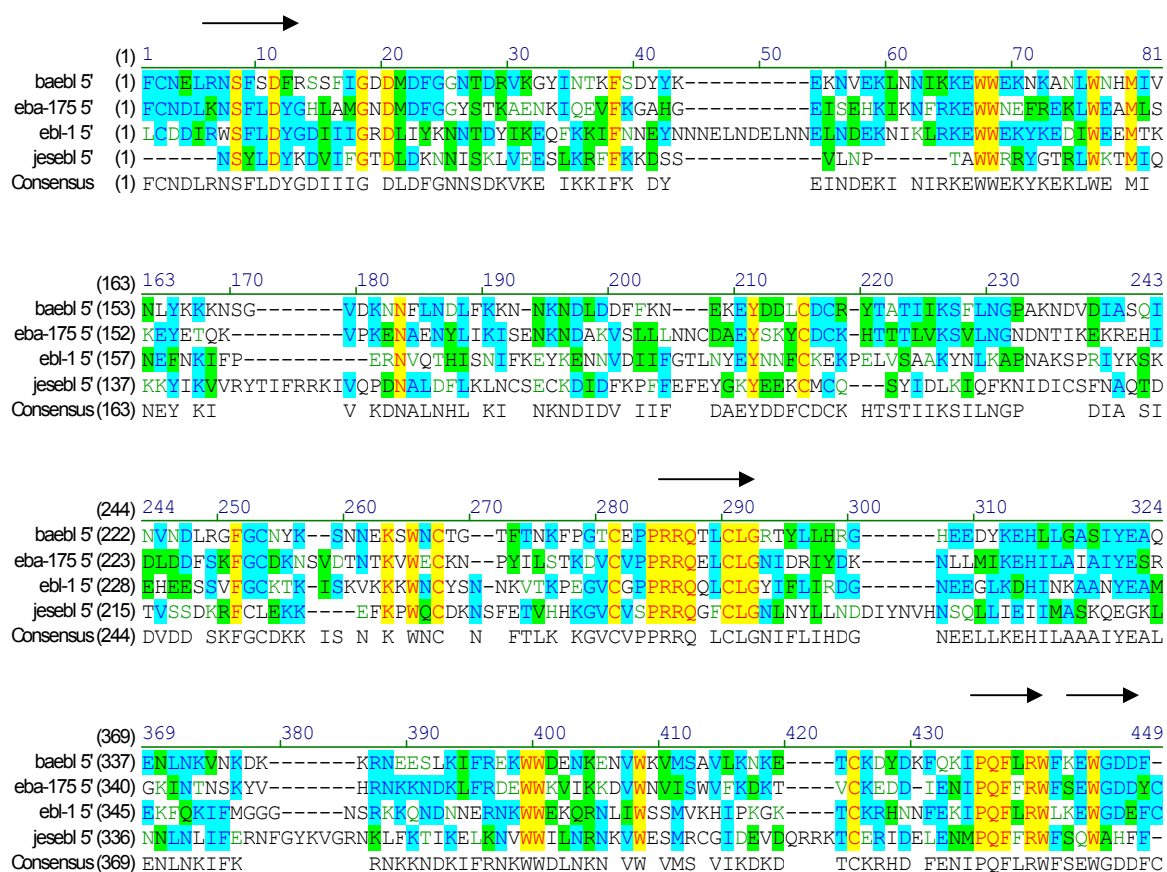 (1) 1 10 20 30 40 50 60 70 81
baebl 5' (1) FCNELRNSFSDFRSSFIGDDMDFGGNTDRVKGYINTKFSDYYK-----------EKNVEKLNNIKKEWWEKNKANLWNHMIV
eba-175 5' (1) FCNDLKNSFLDYGHLAMGNDMDFGGYSTKAENKIQEVFKGAHG-----------EISEHKIKNFRKEWWNEFREKLWEAMLS
ebl-1 5' (1) LCDDIRWSFLDYGDIIIGRDLIYKNNTDYIKEQFKKIFNNEYNNNELNDELNNELNDEKNIKLRKEWWEKYKEDIWEEMTK
jesebl 5' (1) ------NSYLDYKDVIFGTDLDKNNISKLVEESLKRFFKKDSS-----------VLNP------TAWWRRYGTRLWKTMIQ
Consensus (1) FCNDLRNSFLDYGDIIIG DLDFGNNSDKVKE IKKIFK DY EINDEKI NIRKEWWEKYKEKLWE MI
(163) 163 170 180 190 200 210 220 230 243
baebl 5' (153) NLYKKKNSG-------VDKNNFLNDLFKKN-NKNDLDDFFKN---EKEYDDLCDCR-YTATIIKSFLNGPAKNDVDIASQI
eba-175 5' (152) KEYETQK---------VPKENAENYLIKISENKNDAKVSLLLNNCDAEYSKYCDCK-HTTTLVKSVLNGNDNTIKEKREHI
ebl-1 5' (157) NEFNKIFP----------ERNVQTHISNIFKEYKENNVDIIFGTLNYEYNNFCKEKPELVSAAKYNLKAPNAKSPRIYKSK
jesebl 5' (137) KKYIKVVRYTIFRRKIVQPDNALDFLKLNCSECKDIDFKPFFEFEYGKYEEKCMCQ---SYIDLKIQFKNIDICSFNAQTD
Consensus (163) NEY KI V KDNALNHL KI NKNDIDV IIF DAEYDDFCDCK HTSTIIKSILNGP DIA SI
(244) 244 250 260 270 280 290 300 310 324
baebl 5' (222) NVNDLRGFGCNYK--SNNEKSWNCTG--TFTNKFPGTCEPPRRQTLCLGRTYLLHRG------HEEDYKEHLLGASIYEAQ
eba-175 5' (223) DLDDFSKFGCDKNSVDTNTKVWECKN--PYILSTKDVCVPPRRQELCLGNIDRIYDK------NLLMIKEHILAIAIYESR
ebl-1 5' (228) EHEESSVFGCKTK-ISKVKKKWNCYSN-NKVTKPEGVCGPPRRQQLCLGYIFLIRDG------NEEGLKDHINKAANYEAM
jesebl 5' (215) TVSSDKRFCLEKK----EFKPWQCDKNSFETVHHKGVCVSPRRQGFCLGNLNYLLNDDIYNVHNSQLLIEIIMASKQEGKL
Consensus (244) DVDD SKFGCDKK IS N K WNC N FTLK KGVCVPPRRQ LCLGNIFLIHDG NEELLKEHILAAAIYEAL
(369) 369 380 390 400 410 420 430 449
baebl 5' (337) ENLNKVNKDK-------KRNEESLKIFREKWWDENKENVWKVMSAVLKNKE----TCKDYDKFQKIPQFLRWFKEWGDDF-
eba-175 5' (340) GKINTNSKYV-------HRNKKNDKLFRDEWWKVIKKDVWNVISWVFKDKT----VCKEDD-IENIPQFFRWFSEWGDDYC
ebl-1 5' (345) EKFQKIFMGGG-----NSRKKQNDNNERNKWWEKQRNLIWSSMVKHIPKGK----TCKRHNNFEKIPQFLRWLKEWGDEFC
jesebl 5' (336) NNLNLIFERNFGYKVGRNKLFKTIKELKNVWWILNRNKVWESMRCGIDEVDQRRKTCERIDELENMPQFFRWFSQWAHFF-
Consensus (369) ENLNKIFK RNKKNDKIFRNKWWDLNKN VW VMS VIKDKD TCKRHD FENIPQFLRWFSEWGDDFC